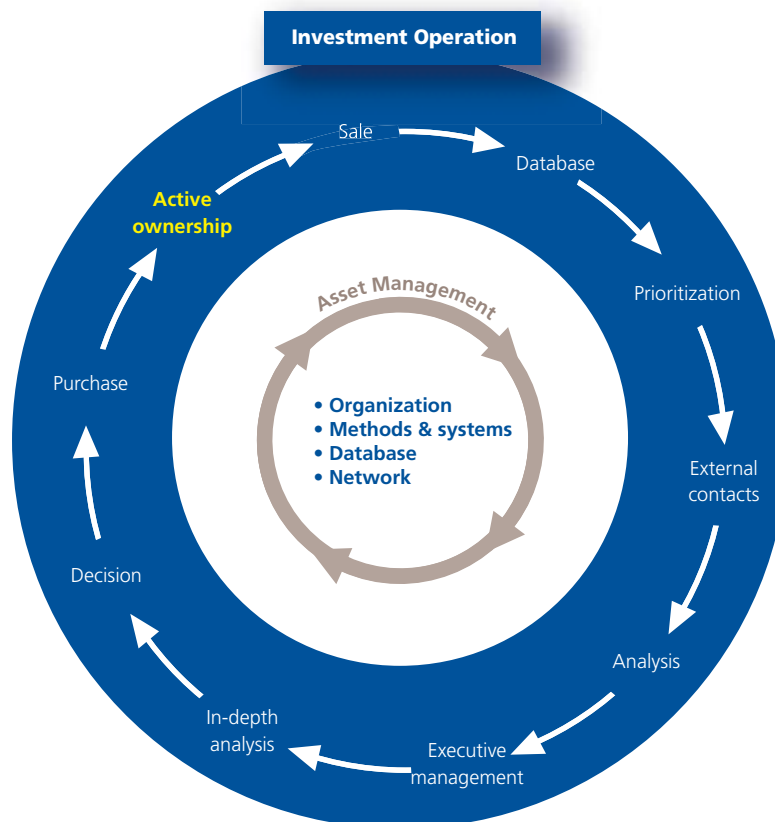 Investment Operation
Sale
Database
Prioritization
External
contacts
Analysis
Executive
management
In-depth
analysis
Decision
Purchase
Active
ownership
Asset Management
• Organization
• Methods & systems
• Database
• Network